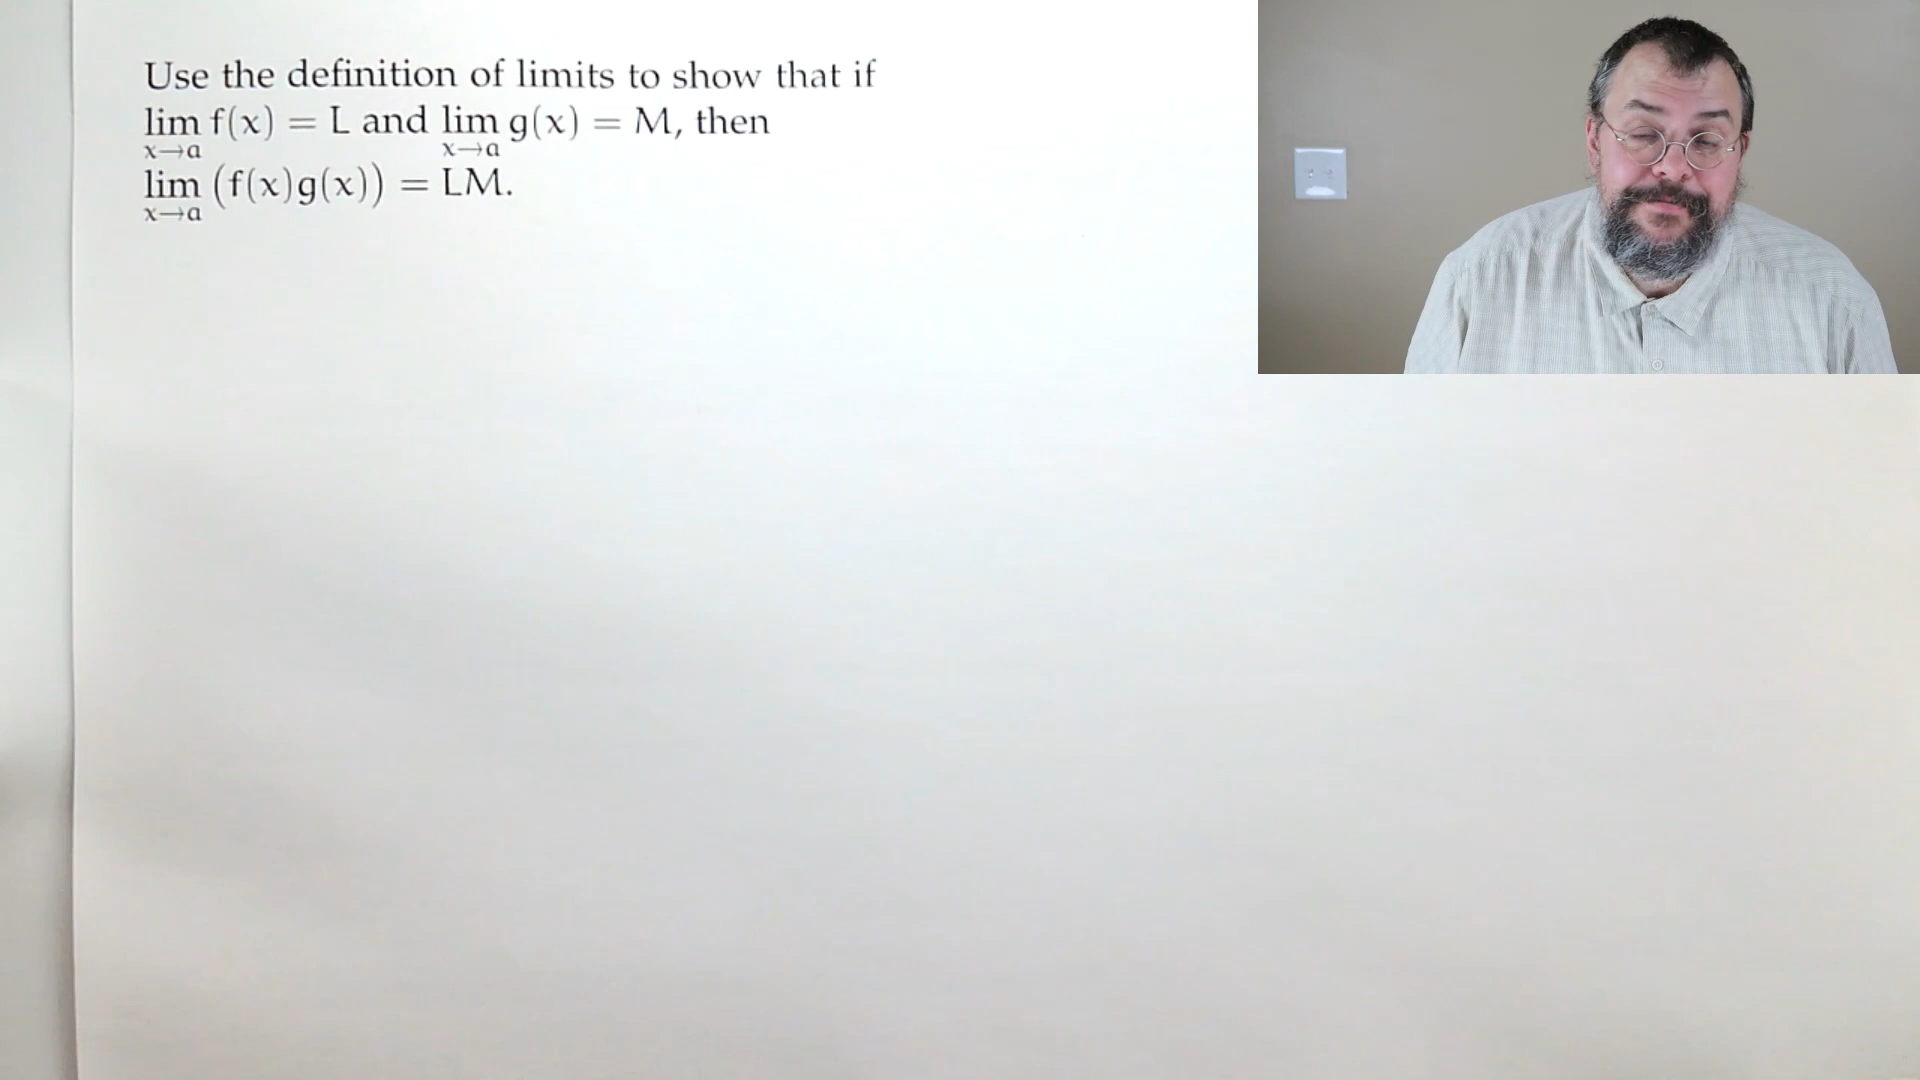 Use the definition of limits to show that if
lim f(x) = L and lim g(x) = M, then
x→a x→a
lim (f(x)g(x)) = LM.
x→a